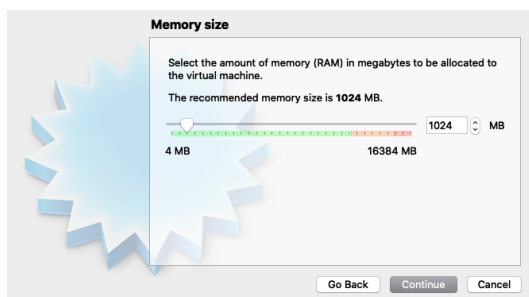 Memory size
Select the amount of memory (RAM) in megabytes to be allocated to
the virtual machine.
The recommended memory size is 1024 MB.
1024 MB
4 MB 16384 MB
Go Back Continue Cancel